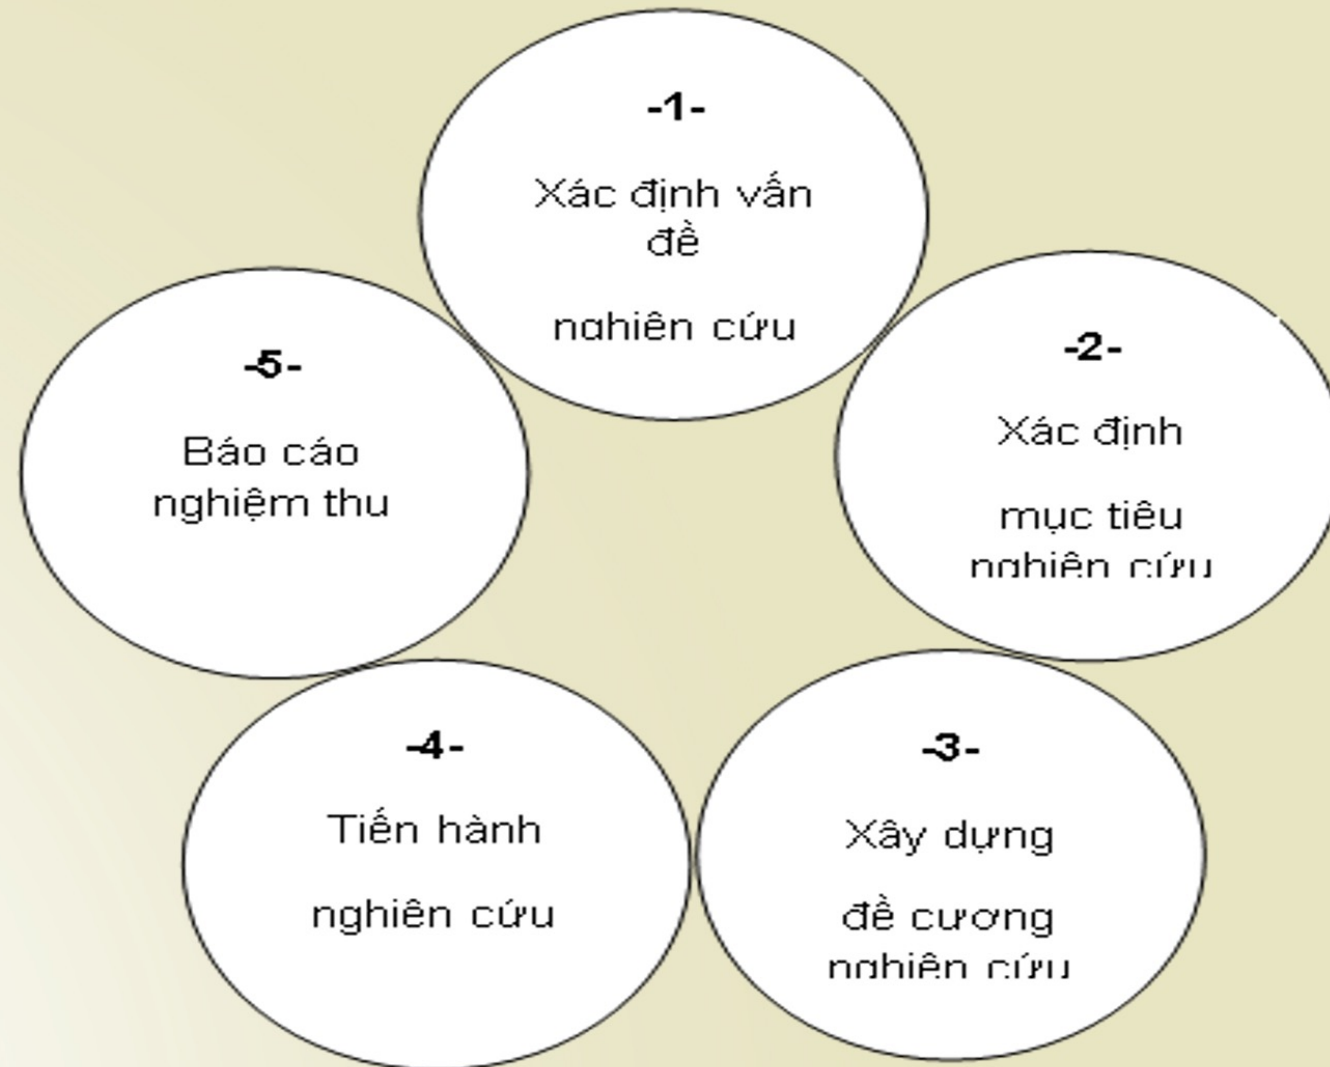 -1-
Xác định vấn
đề
nghiên cứu
-2-
Xác định
mục tiêu
nghiên cứu
-3-
Xây dựng
đề cương
nghiên cứu
-4-
Tiến hành
nghiên cứu
-5-
Báo cáo
nghiệm thu